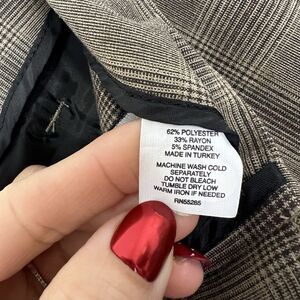 62% POLYESTER
33% RAYON
5% SPANDEX
MADE IN TURKEY
MACHINE WASH COLD
SEPARATELY
DO NOT BLEACH
TUMBLE DRY LOW
WARM IRON IF NEEDED
RN55285